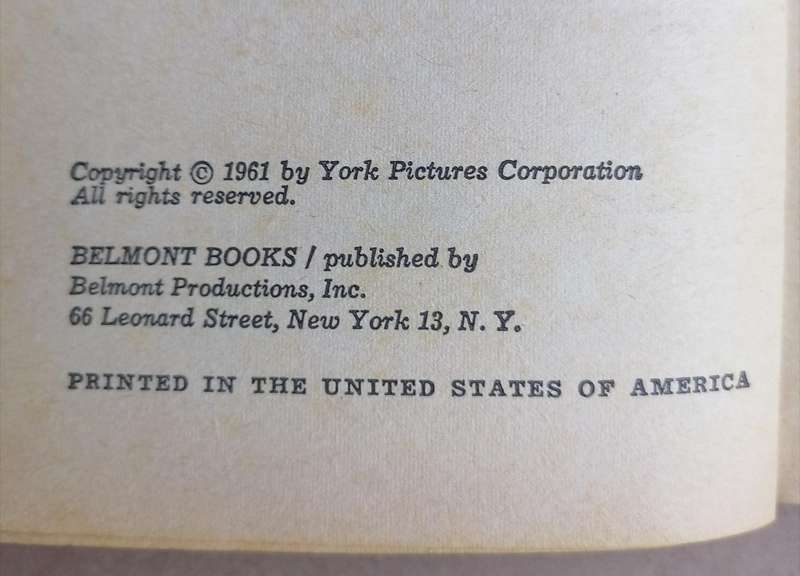 Copyright © 1961 by York Pictures Corporation
All rights reserved.
BELMONT BOOKS / published by
Belmont Productions, Inc.
66 Leonard Street, New York 13, N. Y.
PRINTED IN THE UNITED STATES OF AMERICA